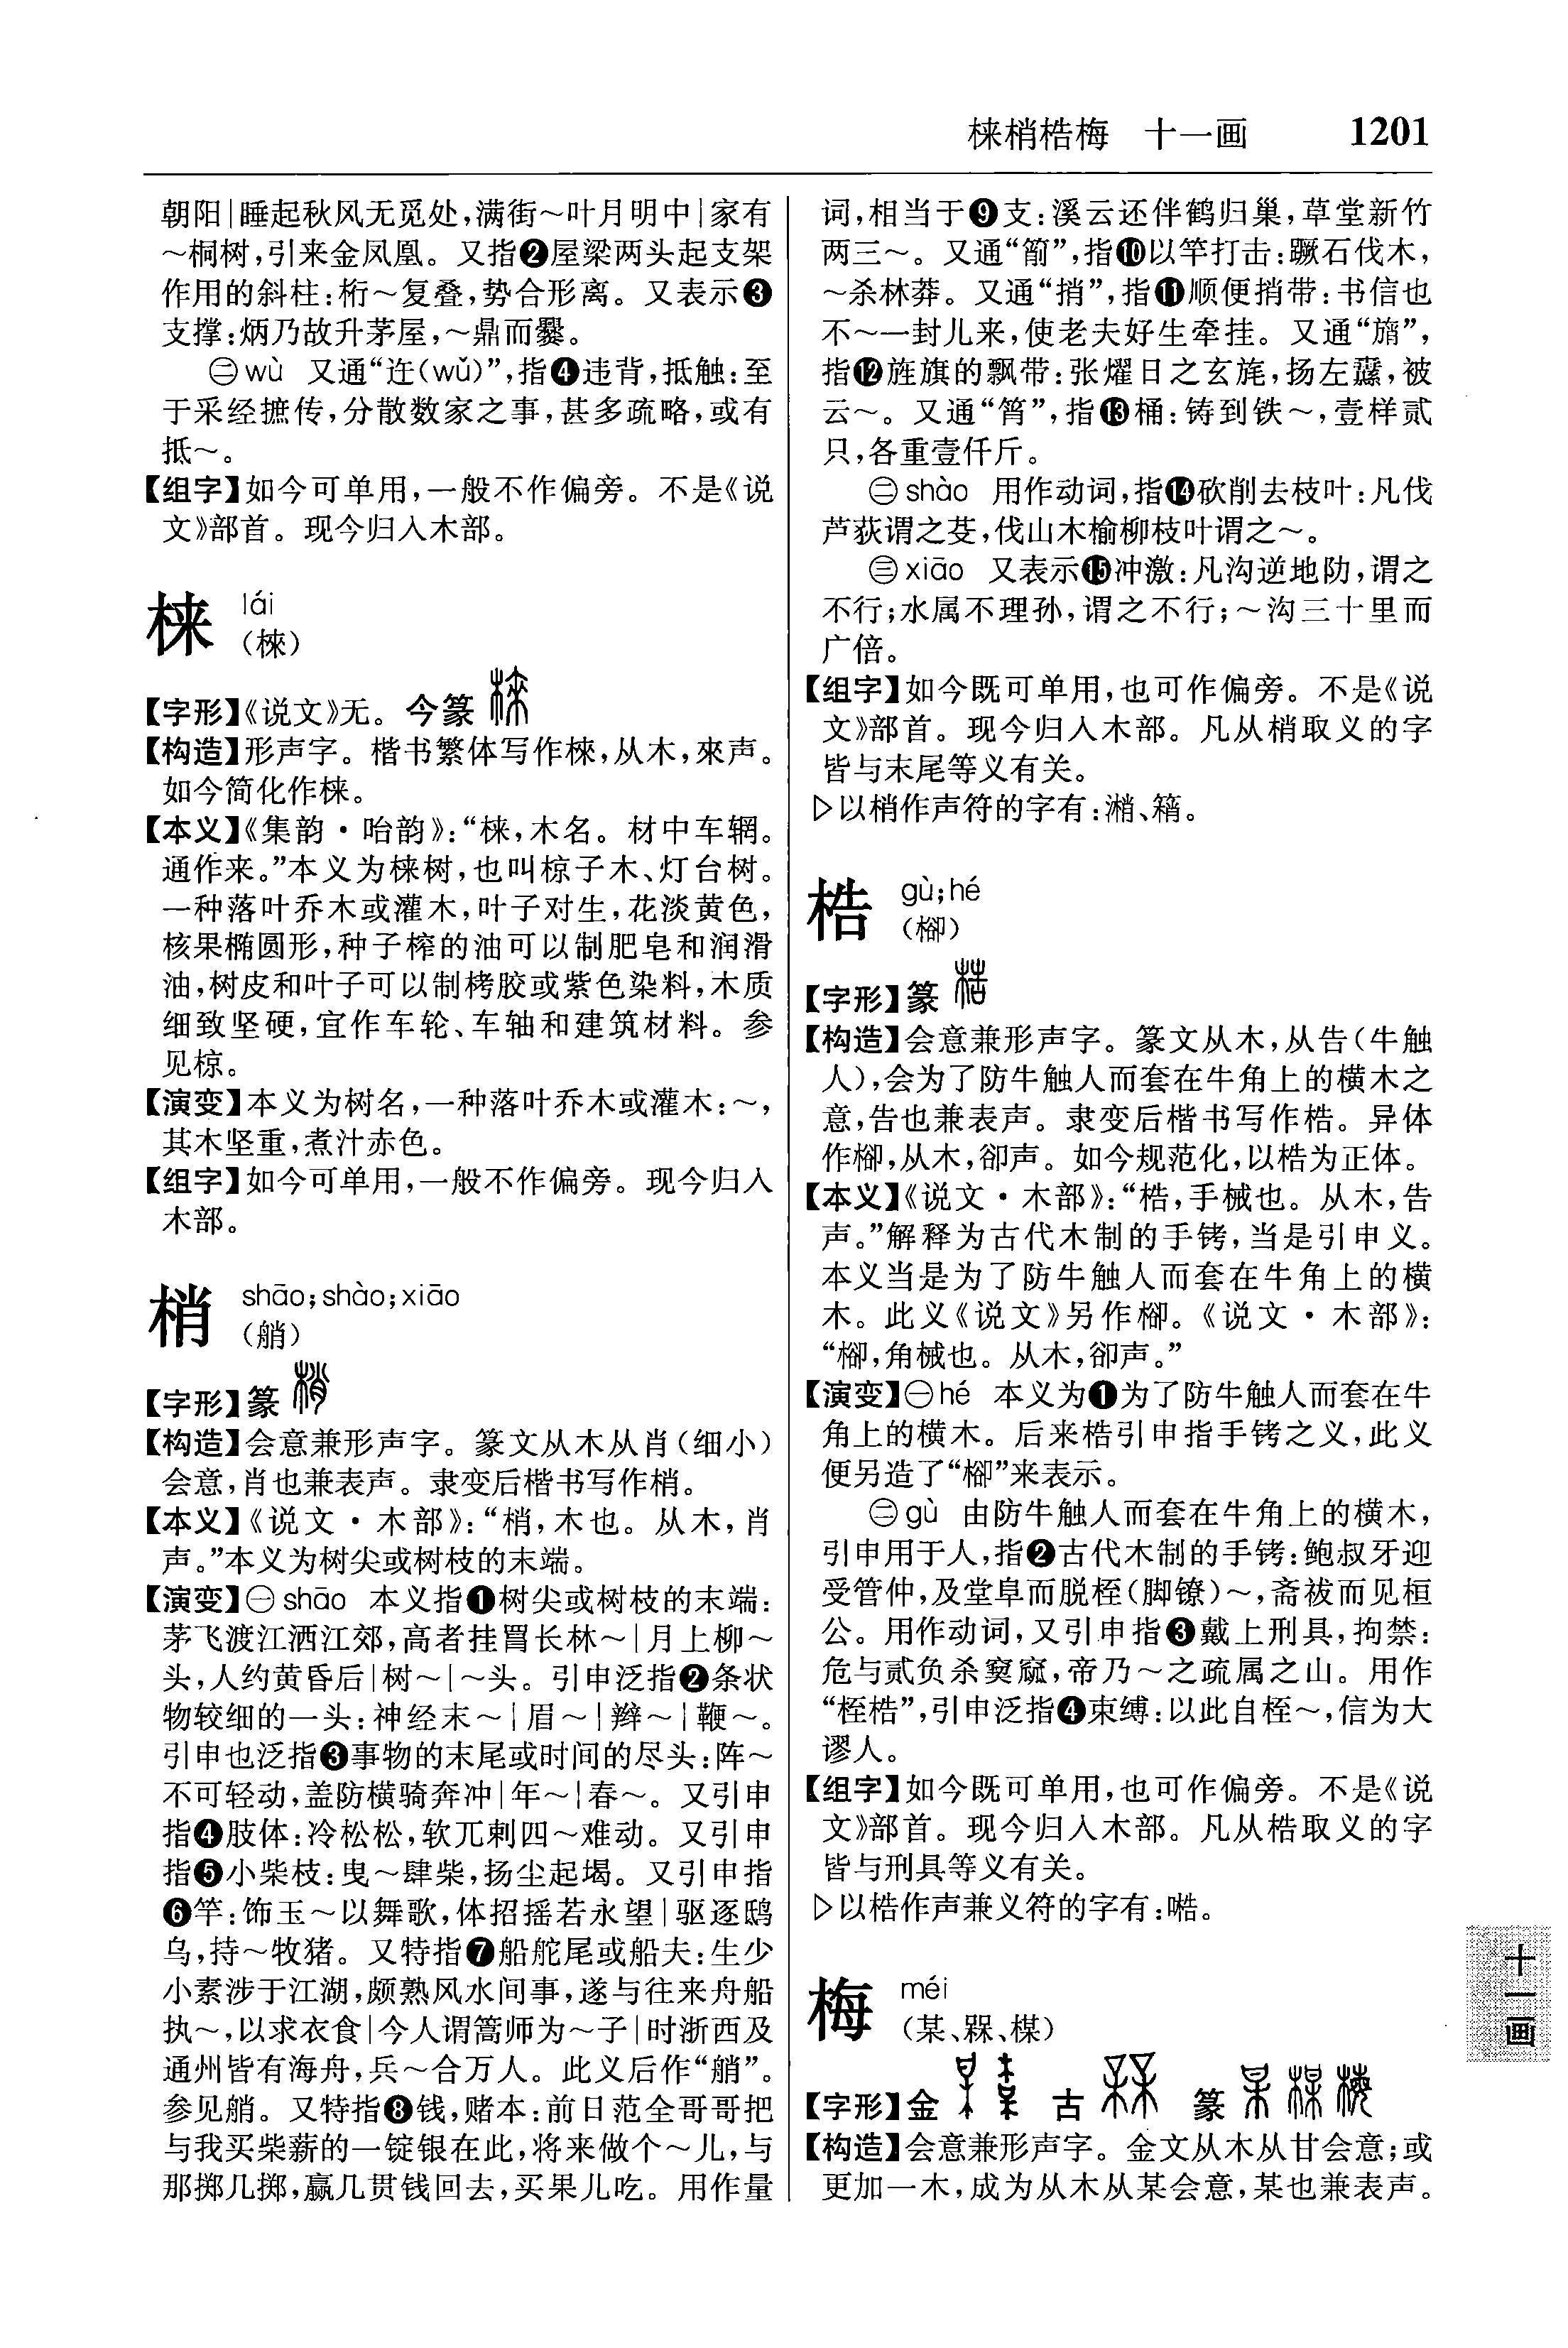 梾梢梏梅　十一画　1201
朝阳|睡起秋风无觅处,满街～叶月明中|家有
～桐树,引来金凤凰。又指❷屋梁两头起支架
作用的斜柱:桁～复叠,势合形离。又表示❸
支撑:炳乃故升茅屋,～鼎而爨。
㊁wù 又通“迕(wǔ)”,指❹违背,抵触:至
于采经摭传,分散数家之事,甚多疏略,或有
抵～。
【组字】如今可单用,一般不作偏旁。不是《说
文》部首。现今归入木部。
梾 lái
(棶)
【字形】《说文》无。今篆
【构造】形声字。楷书繁体写作棶,从木,來声。
如今简化作梾。
【本义】《集韵·咍韵》:“梾,木名。材中车辋。
通作来。”本义为梾树,也叫椋子木、灯台树。
一种落叶乔木或灌木,叶子对生,花淡黄色,
核果椭圆形,种子榨的油可以制肥皂和润滑
油,树皮和叶子可以制栲胶或紫色染料,木质
细致坚硬,宜作车轮、车轴和建筑材料。参
见椋。
【演变】本义为树名,一种落叶乔木或灌木:～,
其木坚重,煮汁赤色。
【组字】如今可单用,一般不作偏旁。现今归入
木部。
梢 shāo;shào;xiāo
(艄)
【字形】篆
【构造】会意兼形声字。篆文从木从肖(细小)
会意,肖也兼表声。隶变后楷书写作梢。
【本义】《说文·木部》:“梢,木也。从木,肖
声。”本义为树尖或树枝的末端。
【演变】㊀shāo 本义指❶树尖或树枝的末端:
茅飞渡江洒江郊,高者挂罥长林～|月上柳～
头,人约黄昏后|树～|～头。引申泛指❷条状
物较细的一头:神经末～|眉～|辫～|鞭～。
引申也泛指❸事物的末尾或时间的尽头:阵～
不可轻动,盖防横骑奔冲|年～|春～。又引申
指❹肢体:冷松松,软兀剌四～难动。又引申
指❺小柴枝:曳～肆柴,扬尘起堨。又引申指
❻竿:饰玉～以舞歌,体招摇若永望|驱逐鸱
乌,持～牧猪。又特指❼船舵尾或船夫:生少
小素涉于江湖,颇熟风水间事,遂与往来舟船
执～,以求衣食|今人谓篙师为～子|时浙西及
通州皆有海舟,兵～合万人。此义后作“艄”。
参见艄。又特指❽钱,赌本:前日范全哥哥把
与我买柴薪的一锭银在此,将来做个～儿,与
那掷几掷,赢几贯钱回去,买果儿吃。用作量
词,相当于❾支:溪云还伴鹤归巢,草堂新竹
两三～。又通“箾”,指❿以竿打击:蹶石伐木,
～杀林莽。又通“捎”,指⓫顺便捎带:书信也
不～一封儿来,使老夫好生牵挂。又通“旓”,
指⓬旌旗的飘带:张燿日之玄旄,扬左纛,被
云～。又通“筲”,指⓭桶:铸到铁～,壹样贰
只,各重壹仟斤。
㊁shào 用作动词,指⓮砍削去枝叶:凡伐
芦荻谓之芟,伐山木榆柳枝叶谓之～。
㊂xiāo 又表示⓯冲激:凡沟逆地阞,谓之
不行;水属不理孙,谓之不行;～沟三十里而
广倍。
【组字】如今既可单用,也可作偏旁。不是《说
文》部首。现今归入木部。凡从梢取义的字
皆与末尾等义有关。
▷以梢作声符的字有:潲、䈾。
梏 gù;hé
(㮝)
【字形】篆
【构造】会意兼形声字。篆文从木,从告(牛触
人),会为了防牛触人而套在牛角上的横木之
意,告也兼表声。隶变后楷书写作梏。异体
作㮝,从木,卻声。如今规范化,以梏为正体。
【本义】《说文·木部》:“梏,手械也。从木,告
声。”解释为古代木制的手铐,当是引申义。
本义当是为了防牛触人而套在牛角上的横
木。此义《说文》另作㮝。《说文·木部》:
“㮝,角械也。从木,卻声。”
【演变】㊀hé 本义为❶为了防牛触人而套在牛
角上的横木。后来梏引申指手铐之义,此义
便另造了“㮝”来表示。
㊁gù 由防牛触人而套在牛角上的横木,
引申用于人,指❷古代木制的手铐:鲍叔牙迎
受管仲,及堂阜而脱桎(脚镣)～,斋祓而见桓
公。用作动词,又引申指❸戴上刑具,拘禁:
危与贰负杀窫窳,帝乃～之疏属之山。用作
“桎梏”,引申泛指❹束缚:以此自桎～,信为大
谬人。
【组字】如今既可单用,也可作偏旁。不是《说
文》部首。现今归入木部。凡从梏取义的字
皆与刑具等义有关。
▷以梏作声兼义符的字有:㗲。
梅 méi
(某、槑、楳)
【字形】金 古 篆
【构造】会意兼形声字。金文从木从甘会意;或
更加一木,成为从木从某会意,某也兼表声。
十一画